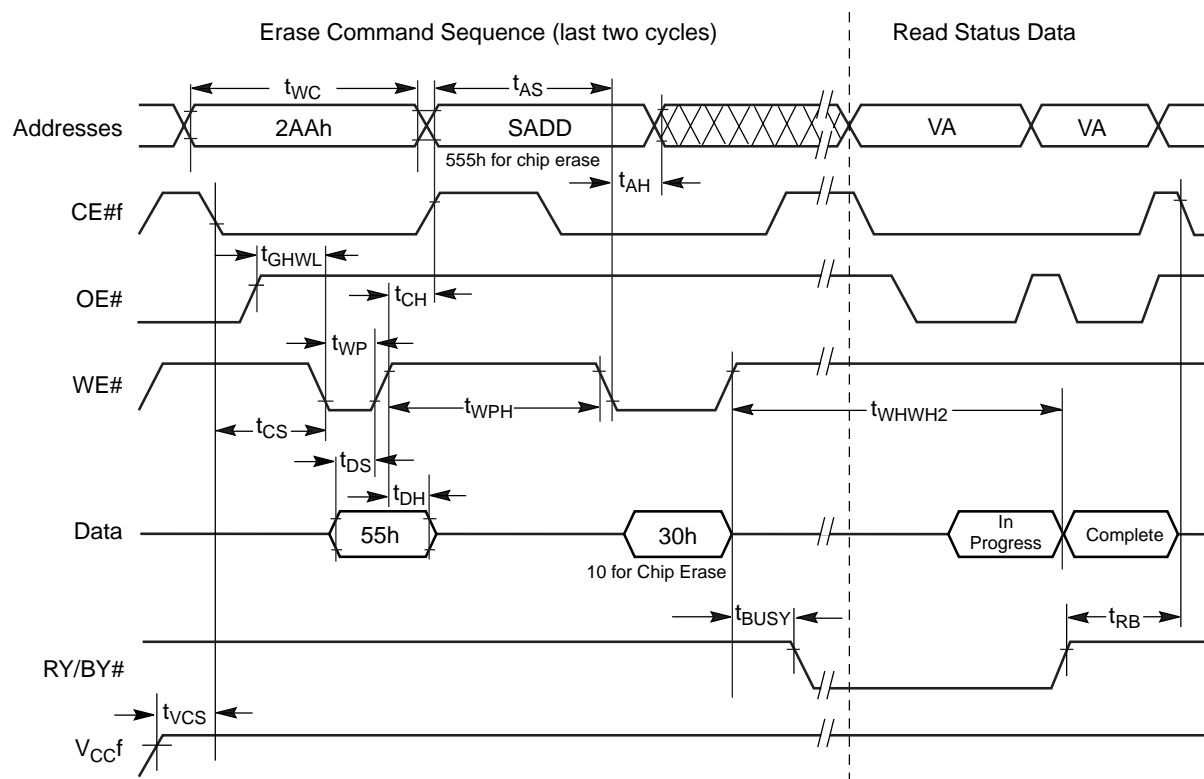 Erase Command Sequence (last two cycles)
Read Status Data
tWC
tAS
Addresses
2AAh
SADD
VA
VA
555h for chip erase
tAH
CE#f
tGHWL
OE#
tCH
tWP
WE#
tWPH
tWHWH2
tCS
tDS
tDH
Data
55h
30h
In
Progress
Complete
10 for Chip Erase
tBUSY
tRB
RY/BY#
tVCS
VCCf